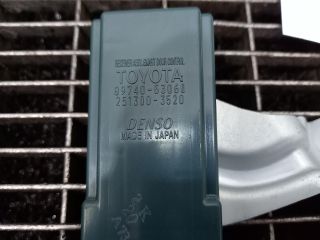 RECEIVER ASSY, SMART DOOR CONTROL
TOYOTA
89740-53060
251300-3520
DENSO
MADE IN JAPAN